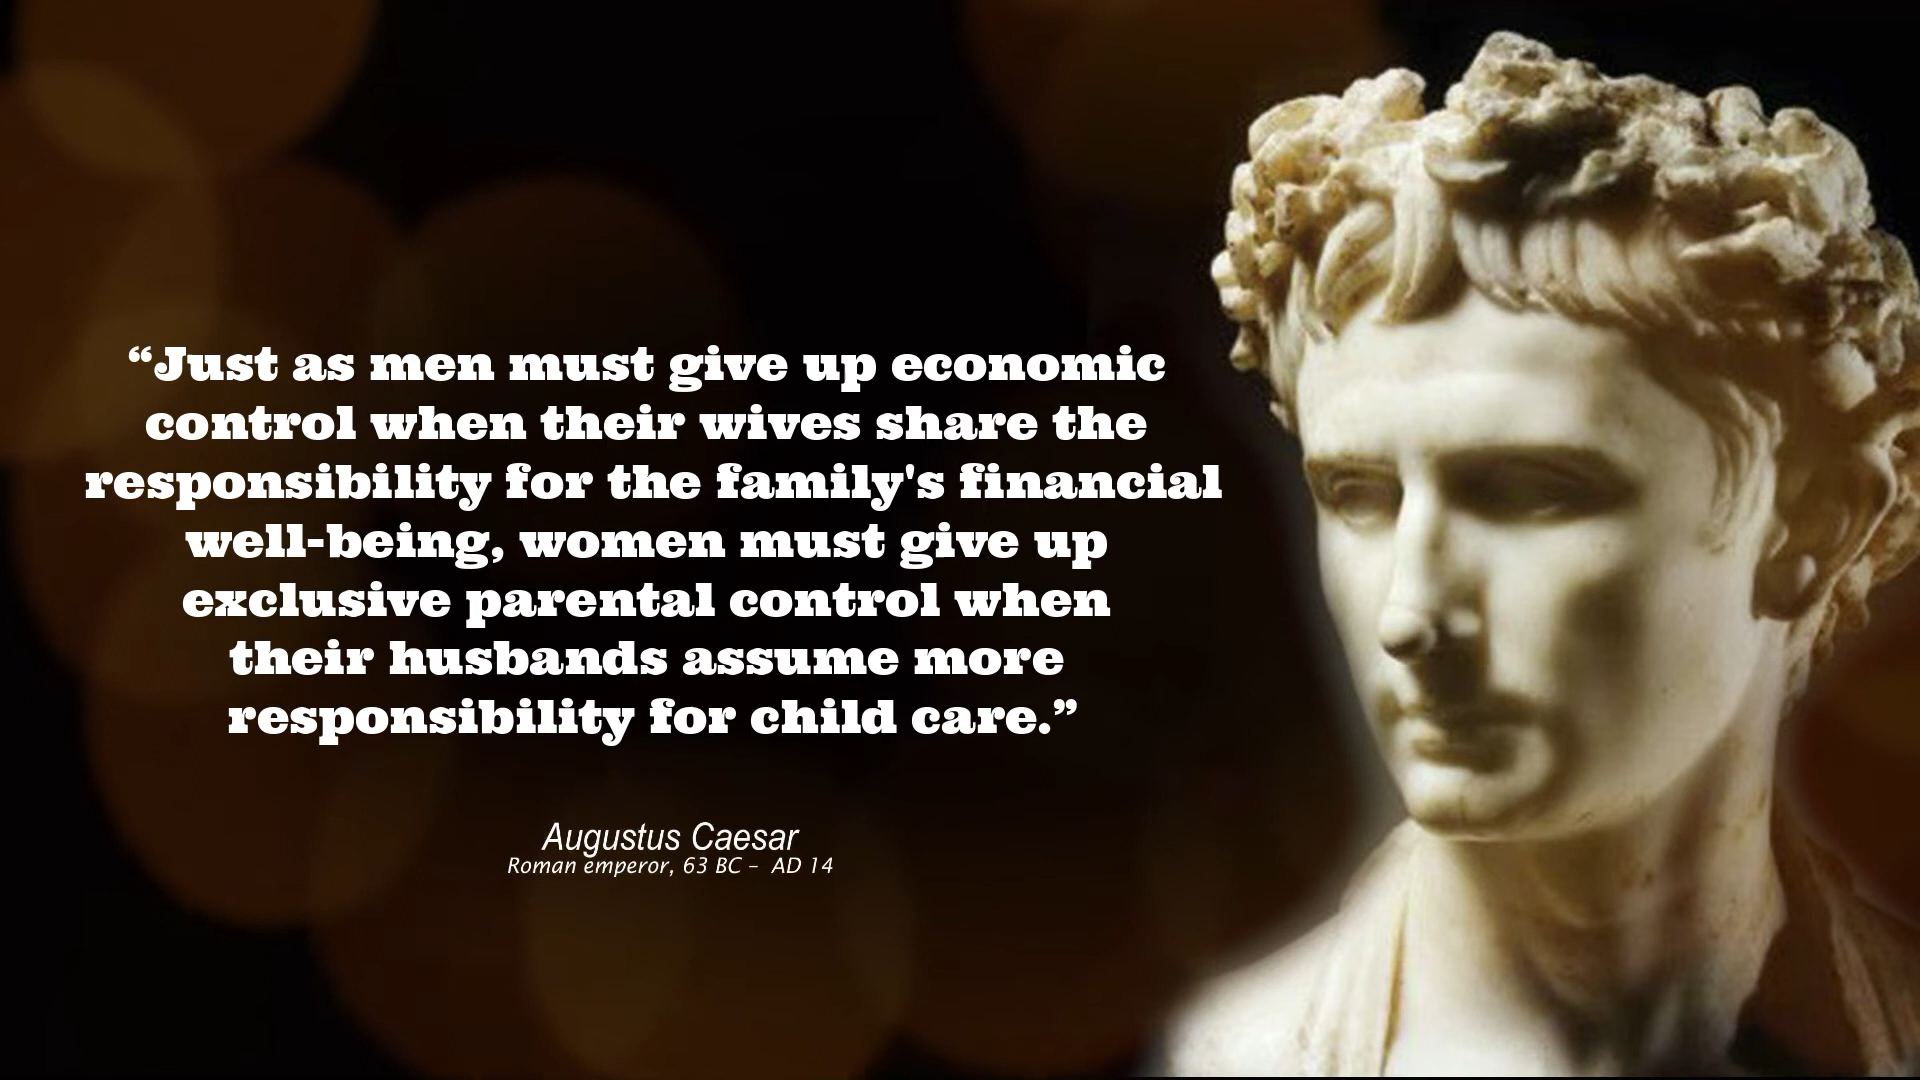 “Just as men must give up economic
control when their wives share the
responsibility for the family's financial
well-being, women must give up
exclusive parental control when
their husbands assume more
responsibility for child care.”
Augustus Caesar
Roman emperor, 63 BC – AD 14